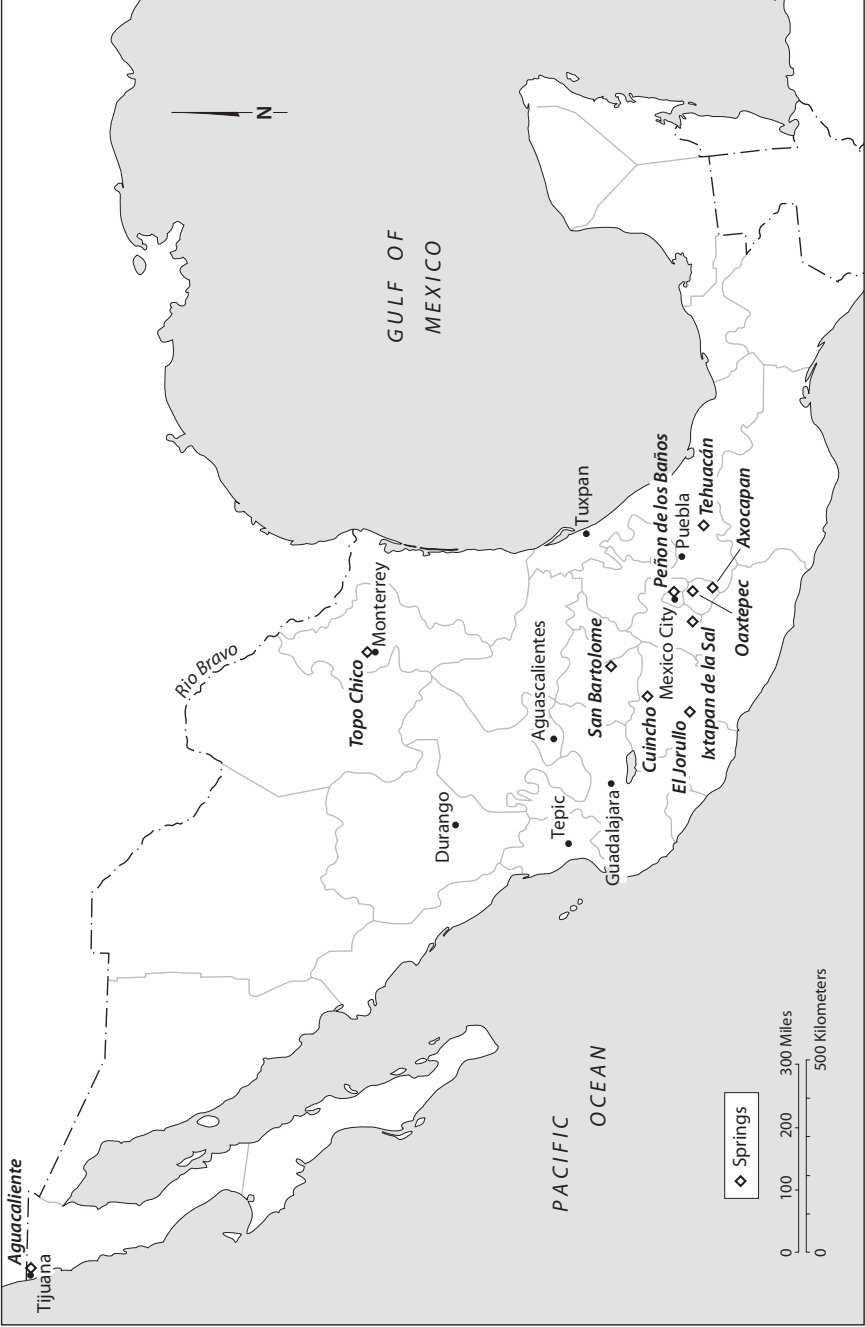 Aguacaliente
Tijuana
Rio Bravo
Topo Chico
Monterrey
Durango
GULF OF
MEXICO
N
Tepic
Aguascalientes
Tuxpan
Guadalajara
San Bartolome
Cuincho
Mexico City
Peñon de los Baños
Puebla
El Jorullo
Ixtapan de la Sal
Tehuacán
Oaxtepec
Axocapan
PACIFIC
OCEAN
Springs
0 100 200 300 Miles
0 500 Kilometers